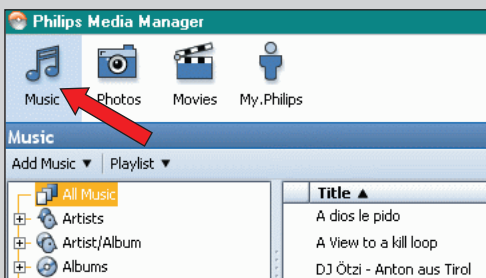 Philips Media Manager
Music Photos Movies My.Philips
Music
Add Music ▼ | Playlist ▼
All Music
Artists
Artist/Album
Albums
Title ▲
A dios le pido
A View to a kill loop
DJ Ötzi - Anton aus Tirol